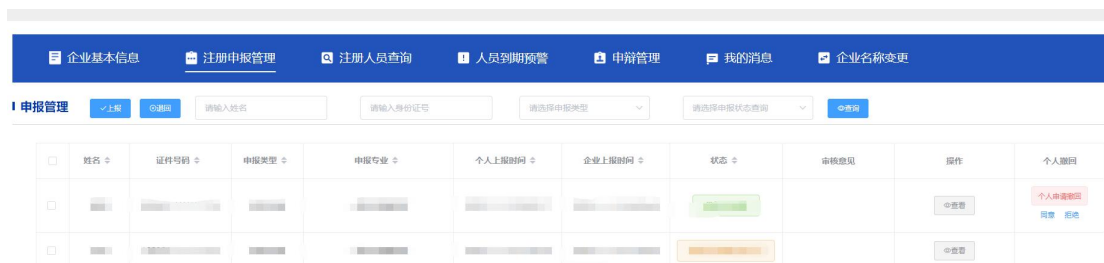 企业基本信息 注册申报管理 注册人员查询 人员到期预警 申辩管理 我的消息 企业名称变更
申报管理 上报 退回 请输入姓名 请输入身份证号 请选择申报类型 请选择申报状态查询 查询
姓名 证件号码 申报类型 申报专业 个人上报时间 企业上报时间 状态 审核意见 操作 个人撤回
个人申请撤回
查看
同意 拒绝
查看